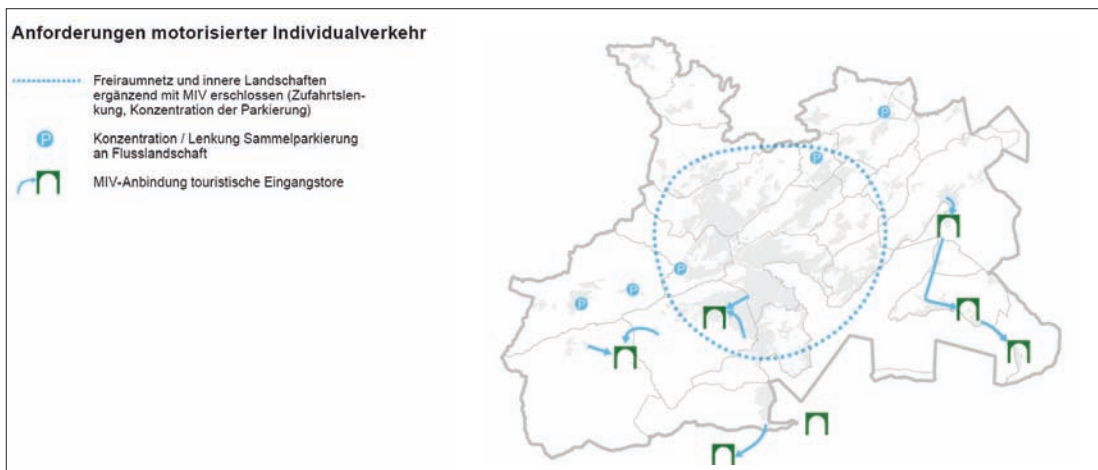 Anforderungen motorisierter Individualverkehr
Freiraumnetz und innere Landschaften
ergänzend mit MIV erschlossen (Zufahrtslen-
kung, Konzentration der Parkierung)
P
Konzentration / Lenkung Sammelparkierung
an Flusslandschaft
MIV-Anbindung touristische Eingangstore
P
P
P
P
P